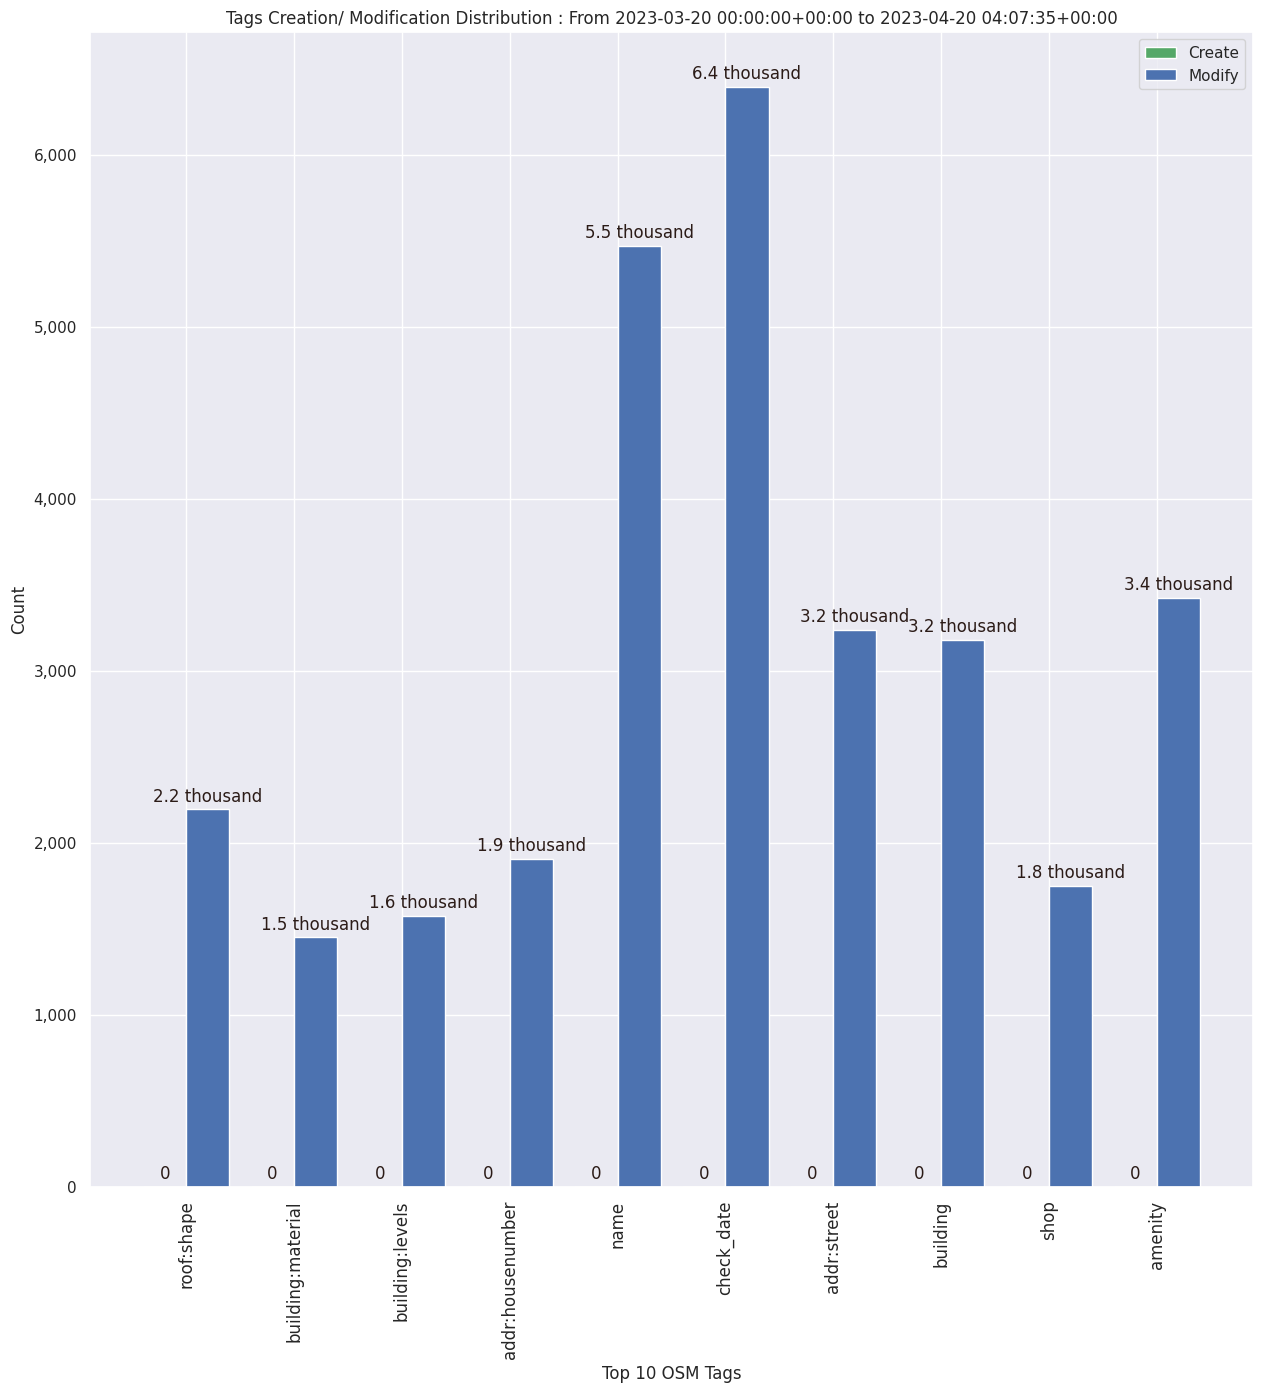 Tags Creation/ Modification Distribution : From 2023-03-20 00:00:00+00:00 to 2023-04-20 04:07:35+00:00
Create
Modify
6.4 thousand
6,000
5.5 thousand
5,000
4,000
3.4 thousand
3.2 thousand
3.2 thousand
Count
3,000
2.2 thousand
2,000
1.9 thousand
1.8 thousand
1.6 thousand
1.5 thousand
1,000
0 0 0 0 0 0 0 0 0 0
0
roof:shape
building:material
building:levels
addr:housenumber
name
check_date
addr:street
building
shop
amenity
Top 10 OSM Tags